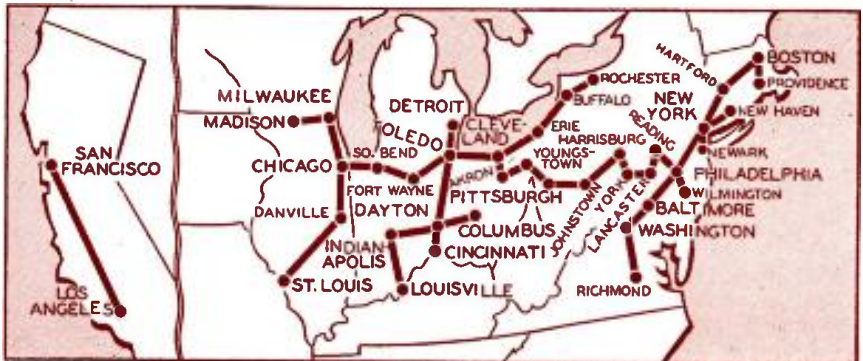 SAN
FRANCISCO
LOS
ANGELES
MILWAUKEE
MADISON
CHICAGO
DANVILLE
ST. LOUIS
SO. BEND
FORT WAYNE
DETROIT
TOLEDO
CLEVE-
LAND
DAYTON
INDIAN-
APOLIS
LOUISVILLE
COLUMBUS
CINCINNATI
AKRON
YOUNGS-
TOWN
PITTSBURGH
ERIE
BUFFALO
ROCHESTER
JOHNSTOWN
HARRISBURG
YORK
LANCASTER
READING
HARTFORD
BOSTON
PROVIDENCE
NEW HAVEN
NEW
YORK
NEWARK
PHILADELPHIA
WILMINGTON
BALTIMORE
WASHINGTON
RICHMOND